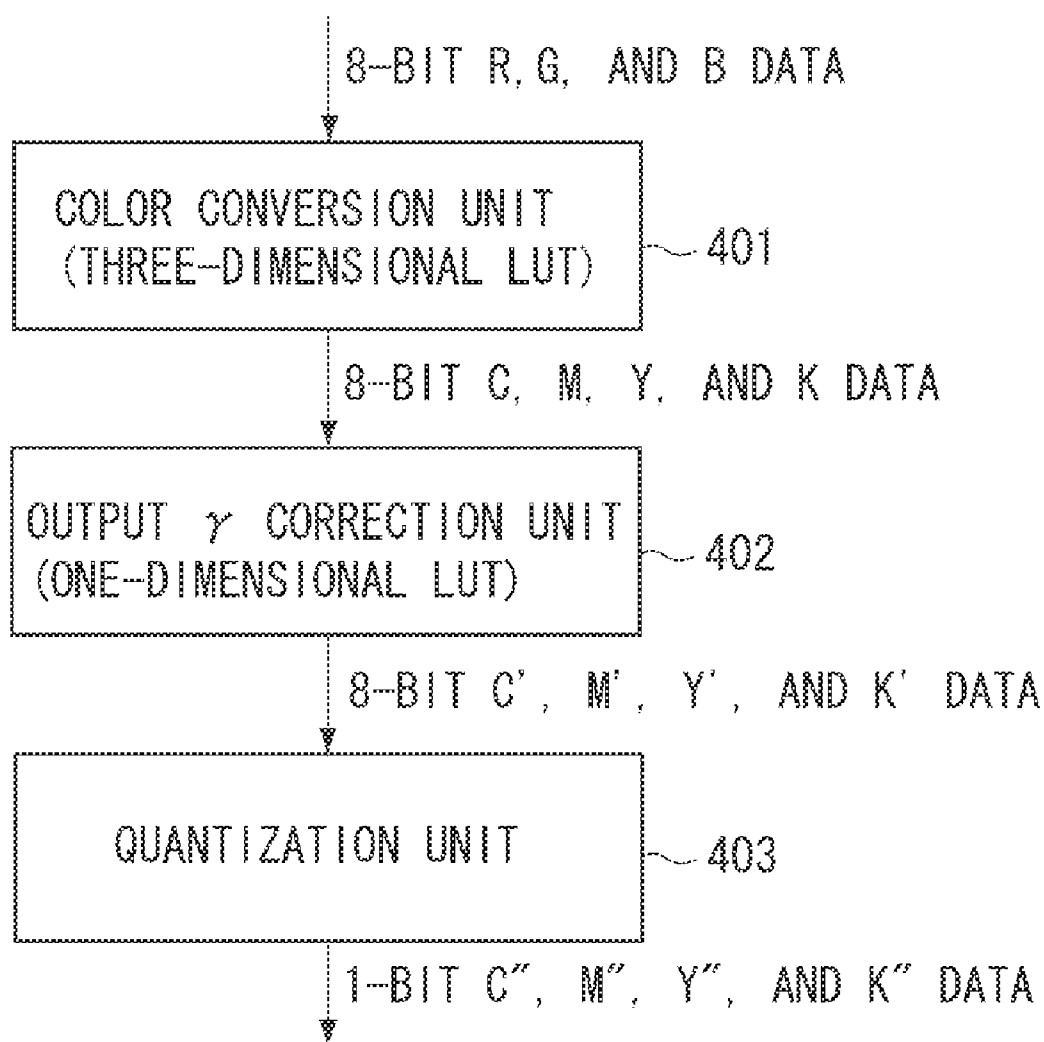 8-BIT R, G, AND B DATA
COLOR CONVERSION UNIT
(THREE-DIMENSIONAL LUT)
401
8-BIT C, M, Y, AND K DATA
OUTPUT γ CORRECTION UNIT
(ONE-DIMENSIONAL LUT)
402
8-BIT C', M', Y', AND K' DATA
QUANTIZATION UNIT
403
1-BIT C", M", Y", AND K" DATA